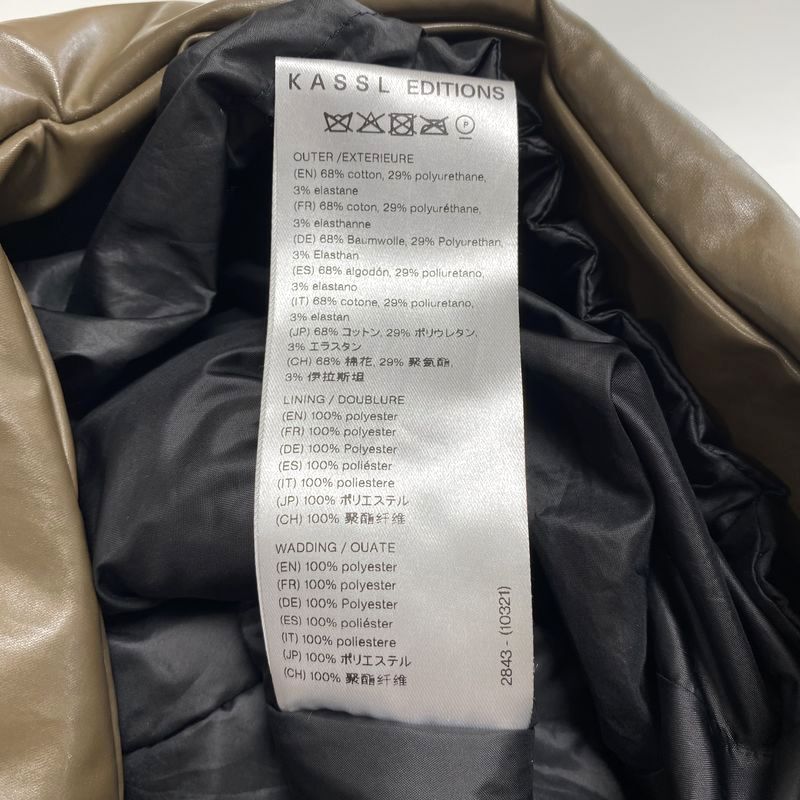 KASSL EDITIONS
P
OUTER /EXTERIEURE
(EN) 68% cotton, 29% polyurethane,
3% elastane
(FR) 68% coton, 29% polyuréthane,
3% elasthanne
(DE) 68% Baumwolle, 29% Polyurethan,
3% Elasthan
(ES) 68% algodón, 29% poliuretano,
3% elastano
(IT) 68% cotone, 29% poliuretano,
3% elastan
(JP) 68% コットン, 29% ポリウレタン,
3% エラスタン
(CH) 68% 棉花, 29% 聚氨酯,
3% 伊拉斯坦
LINING / DOUBLURE
(EN) 100% polyester
(FR) 100% polyester
(DE) 100% Polyester
(ES) 100% poliéster
(IT) 100% poliestere
(JP) 100% ポリエステル
(CH) 100% 聚酯纤维
WADDING / OUATE
(EN) 100% polyester
(FR) 100% polyester
(DE) 100% Polyester
(ES) 100% poliéster
(IT) 100% poliestere
(JP) 100% ポリエステル
(CH) 100% 聚酯纤维
2843 - (10321)